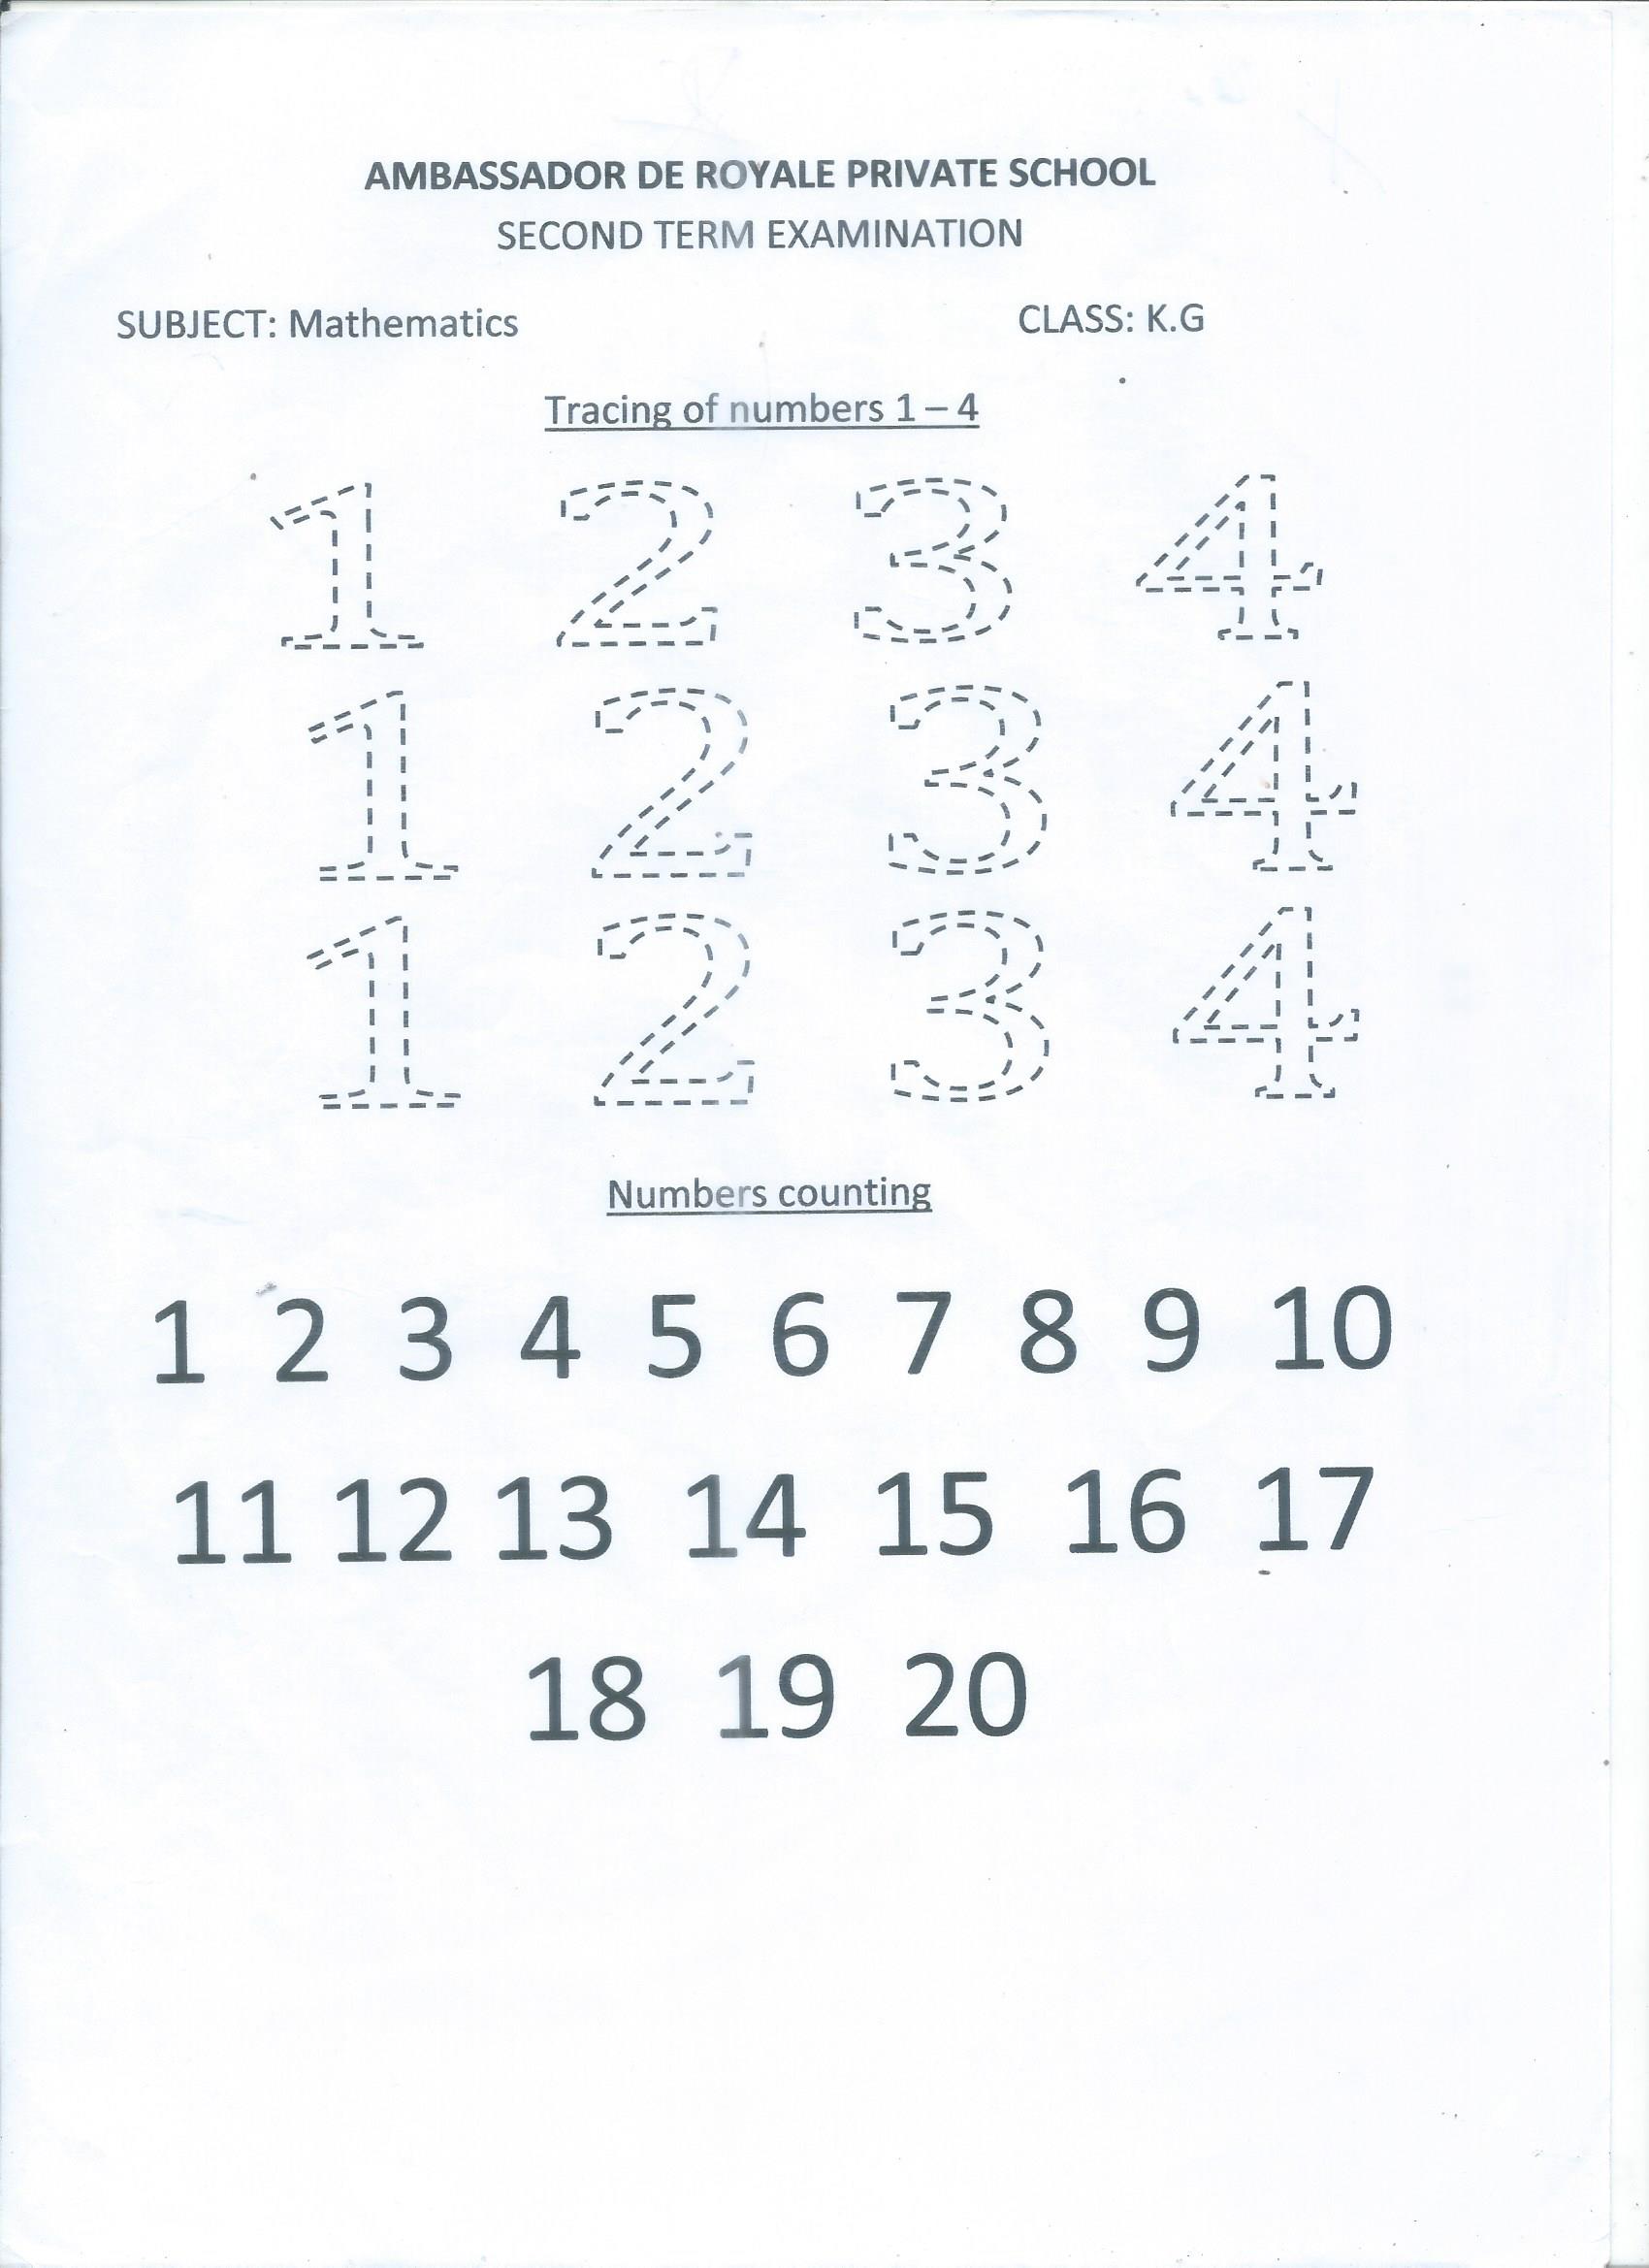 AMBASSADOR DE ROYALE PRIVATE SCHOOL
SECOND TERM EXAMINATION
SUBJECT: Mathematics CLASS: K.G
Tracing of numbers 1 – 4
1 2 3 4
1 2 3 4
1 2 3 4
Numbers counting
1 2 3 4 5 6 7 8 9 10
11 12 13 14 15 16 17
18 19 20